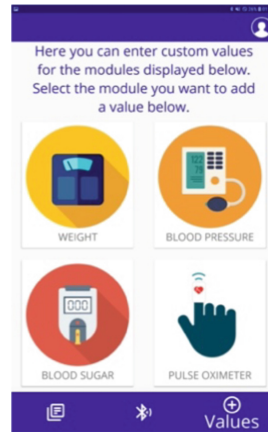 Here you can enter custom values
for the modules displayed below.
Select the module you want to add
a value below.
WEIGHT
BLOOD PRESSURE
BLOOD SUGAR
PULSE OXIMETER
Values